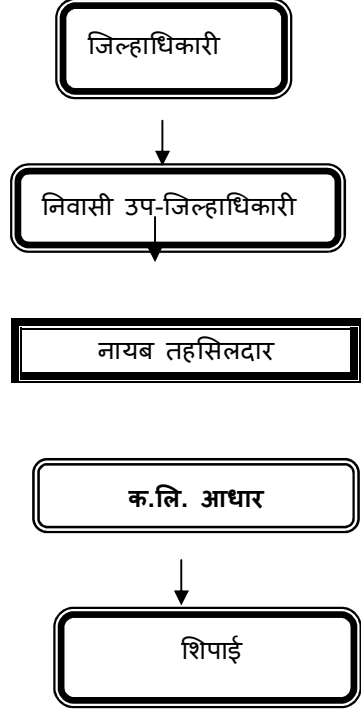 जिल्हाधिकारी
निवासी उप-जिल्हाधिकारी
नायब तहसिलदार
क.लि. आधार
शिपाई